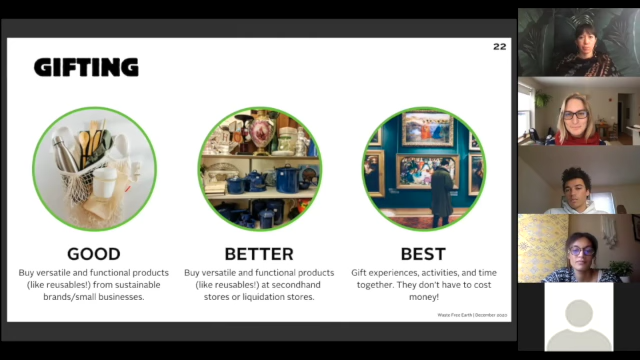 22
GIFTING
GOOD
Buy versatile and functional products
(like reusables!) from sustainable
brands/small businesses.
BETTER
Buy versatile and functional products
(like reusables!) at secondhand
stores or liquidation stores.
BEST
Gift experiences, activities, and time
together. They don't have to cost
money!
Waste Free Earth | December 2020